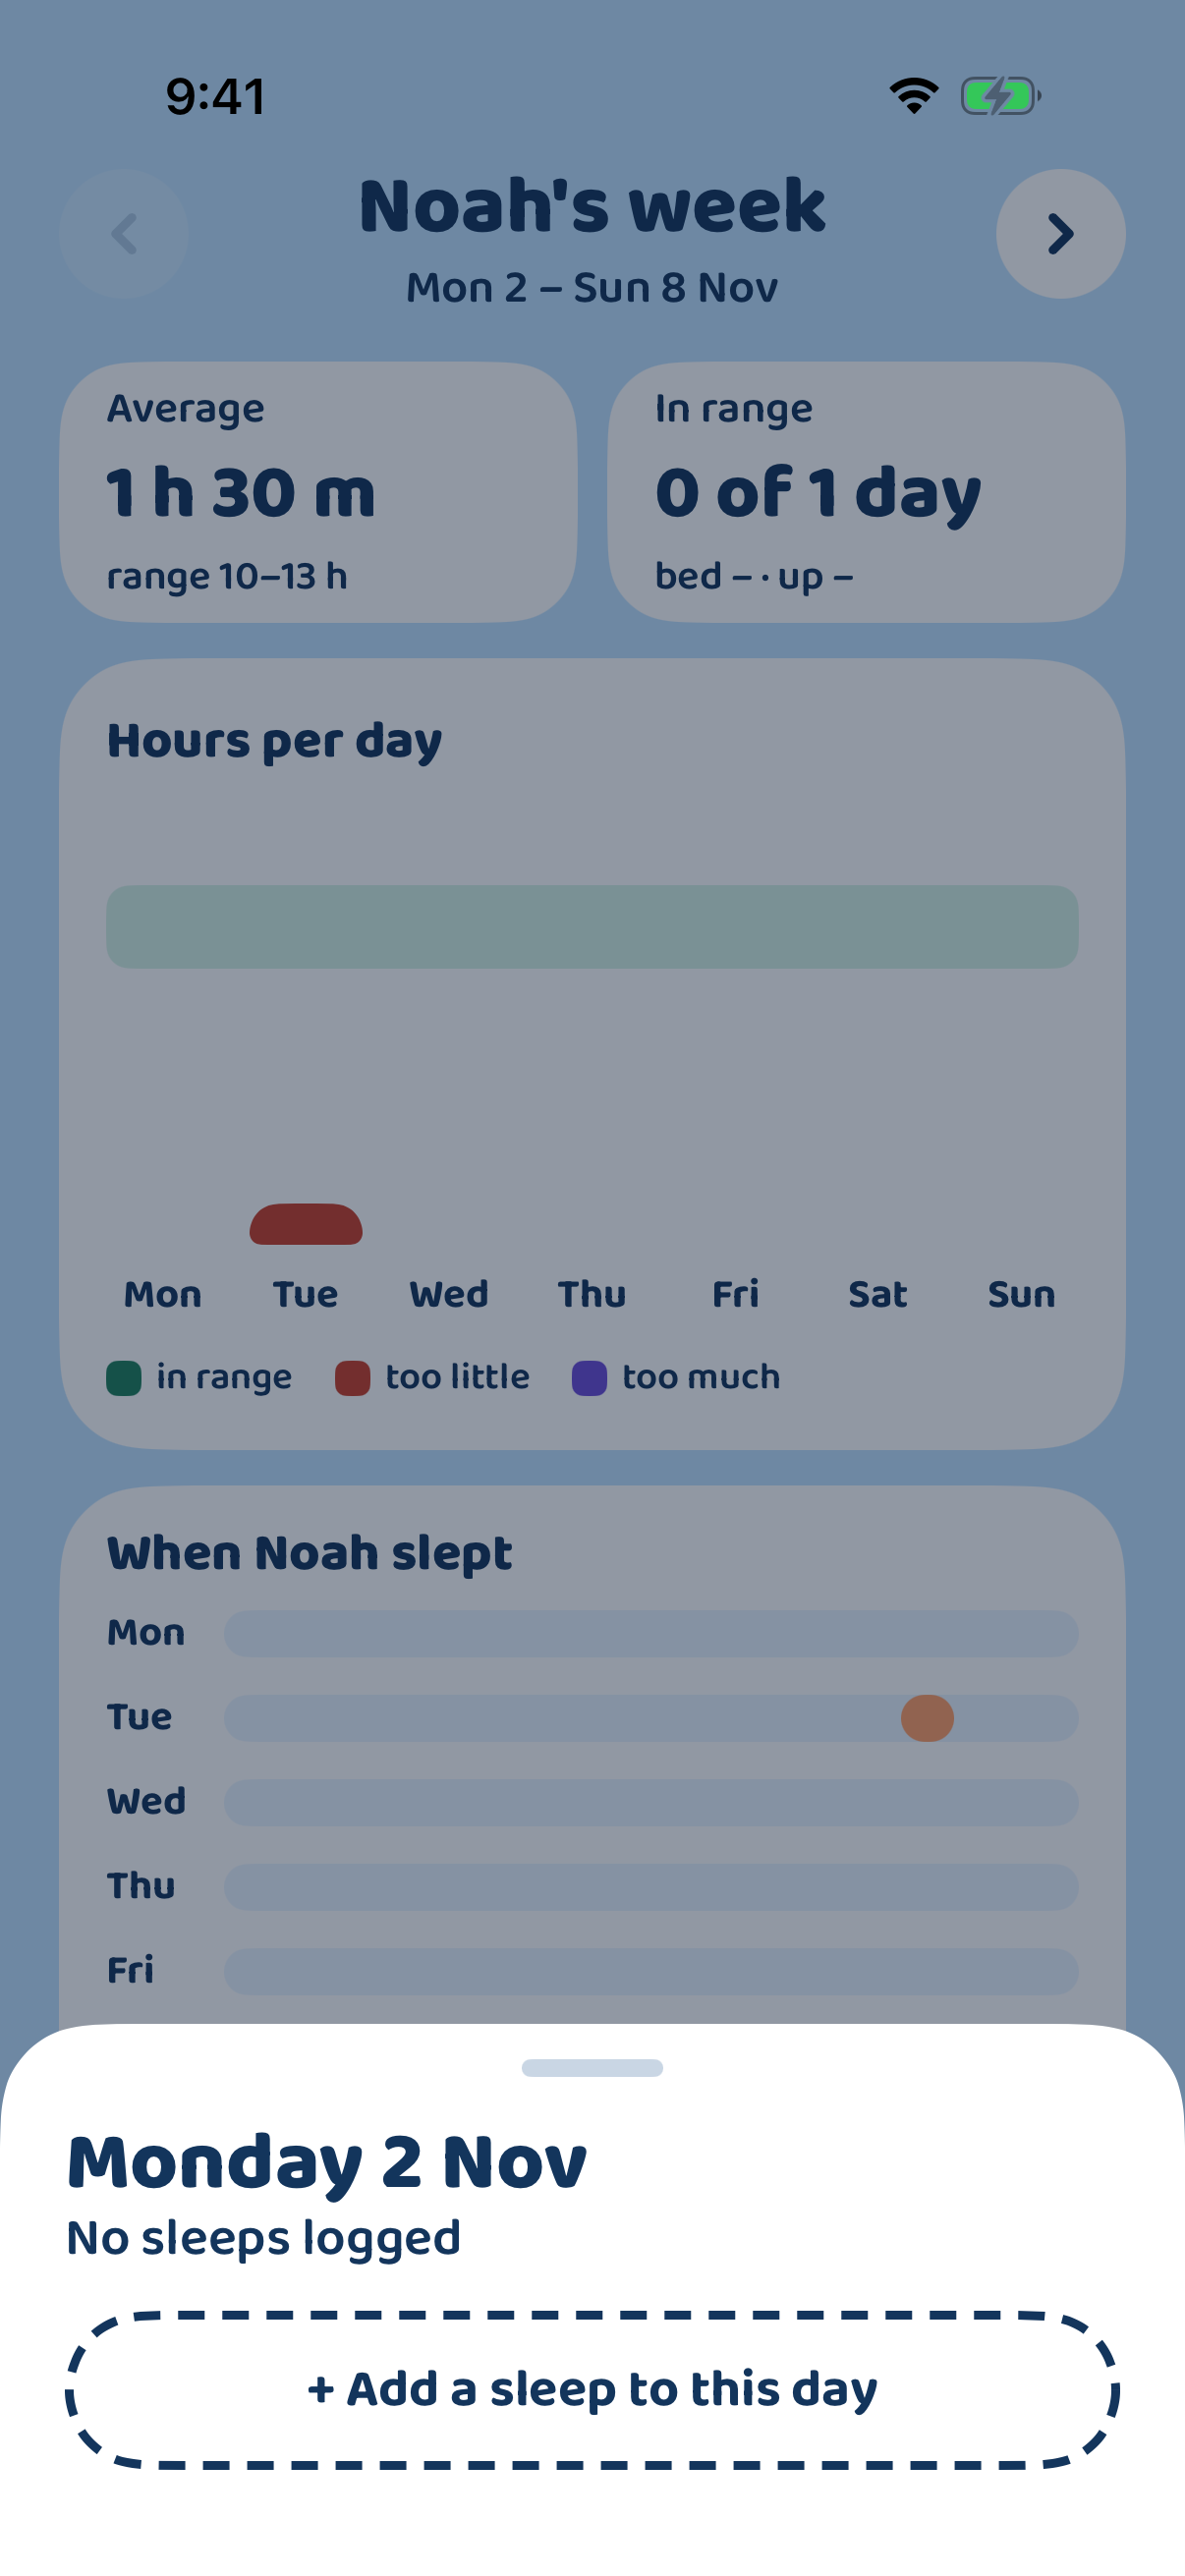 9:41
Noah's week
Mon 2 – Sun 8 Nov
Average
1 h 30 m
range 10–13 h
In range
0 of 1 day
bed – · up –
Hours per day
Mon Tue Wed Thu Fri Sat Sun
in range too little too much
When Noah slept
Mon
Tue
Wed
Thu
Fri
Monday 2 Nov
No sleeps logged
+ Add a sleep to this day